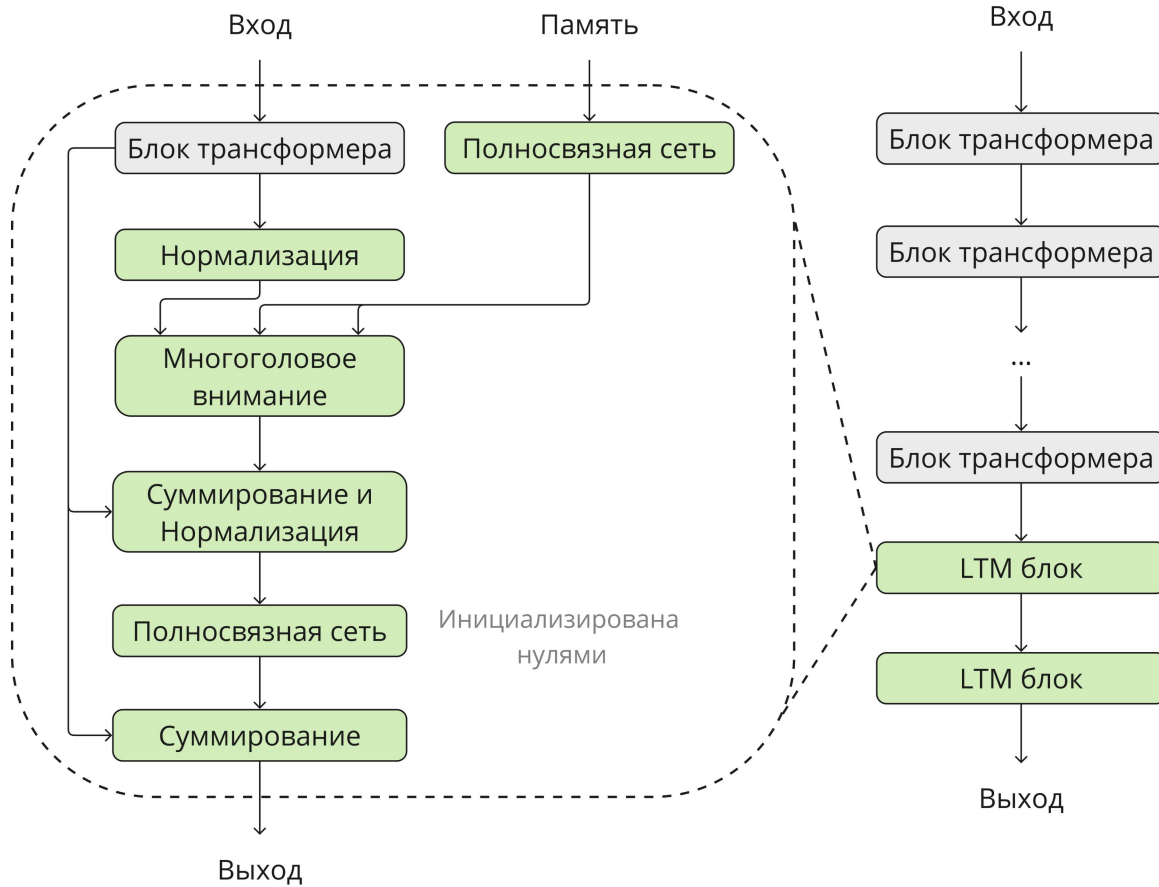 Вход
Память
Блок трансформера
Полносвязная сеть
Нормализация
Многоголовое
внимание
Суммирование и
Нормализация
Полносвязная сеть
Инициализирована
нулями
Суммирование
Выход
Вход
Блок трансформера
Блок трансформера
...
Блок трансформера
LTM блок
LTM блок
Выход